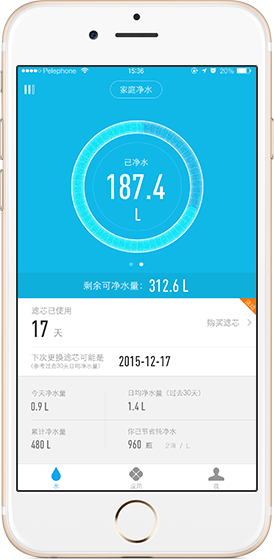 Pelephone 15:36 20%
家庭净水
已净水
187.4
L
剩余可净水量: 312.6 L
滤芯已使用
17 天
购买滤芯
下次更换滤芯可能是 2015-12-17
(参考过去30天日均净水量)
今天净水量 日均净水量 (过去30天)
0.9 L 1.4 L
累计净水量 你已节省纯净水
480 L 960 瓶
水 我